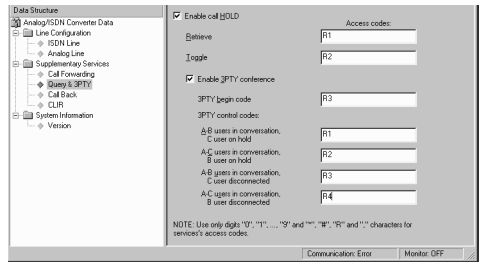 Data Structure
Analog/ISDN Converter Data
Line Configuration
ISDN Line
Analog Line
Supplementary Services
Call Forwarding
Query & 3PTY
Call Back
CLIR
System Information
Version
Enable call HOLD
Access codes:
Retrieve R1
Toggle R2
Enable 3PTY conference
3PTY begin code R3
3PTY control codes:
A-B users in conversation, R1
C user on hold
A-C users in conversation, R2
B user on hold
A-B users in conversation, R3
C user disconnected
A-C users in conversation, R4
B user disconnected
NOTE: Use only digits "0", "1", ..., "9" and "*", "#", "R" and "," characters for
services's access codes.
Communication: Error Monitor: OFF